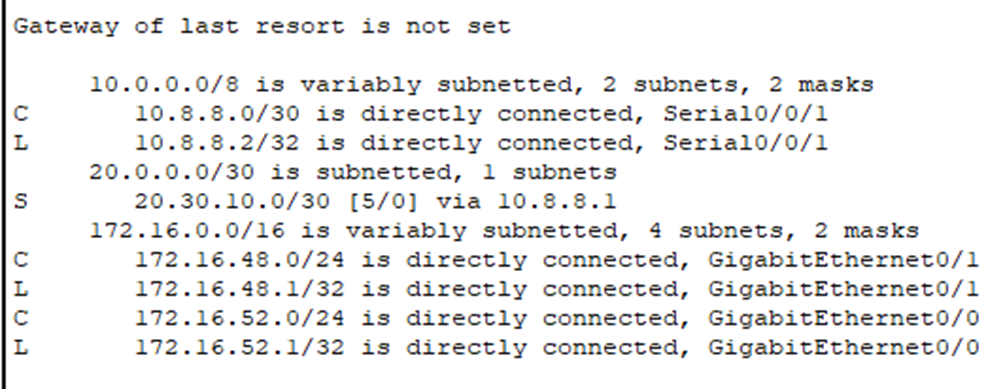 Gateway of last resort is not set
10.0.0.0/8 is variably subnetted, 2 subnets, 2 masks
C 10.8.8.0/30 is directly connected, Serial0/0/1
L 10.8.8.2/32 is directly connected, Serial0/0/1
20.0.0.0/30 is subnetted, 1 subnets
S 20.30.10.0/30 [5/0] via 10.8.8.1
172.16.0.0/16 is variably subnetted, 4 subnets, 2 masks
C 172.16.48.0/24 is directly connected, GigabitEthernet0/1
L 172.16.48.1/32 is directly connected, GigabitEthernet0/1
C 172.16.52.0/24 is directly connected, GigabitEthernet0/0
L 172.16.52.1/32 is directly connected, GigabitEthernet0/0